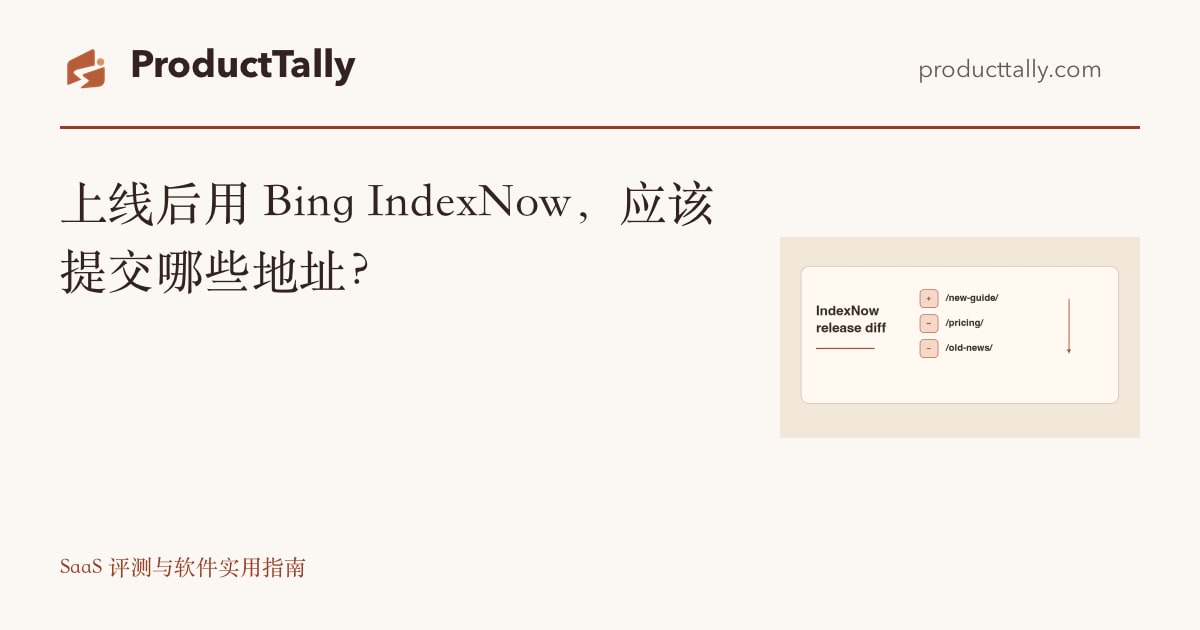 ProductTally
producttally.com
上线后用 Bing IndexNow，应该
提交哪些地址？
IndexNow
release diff
+ /new-guide/
~ /pricing/
− /old-news/
SaaS 评测与软件实用指南